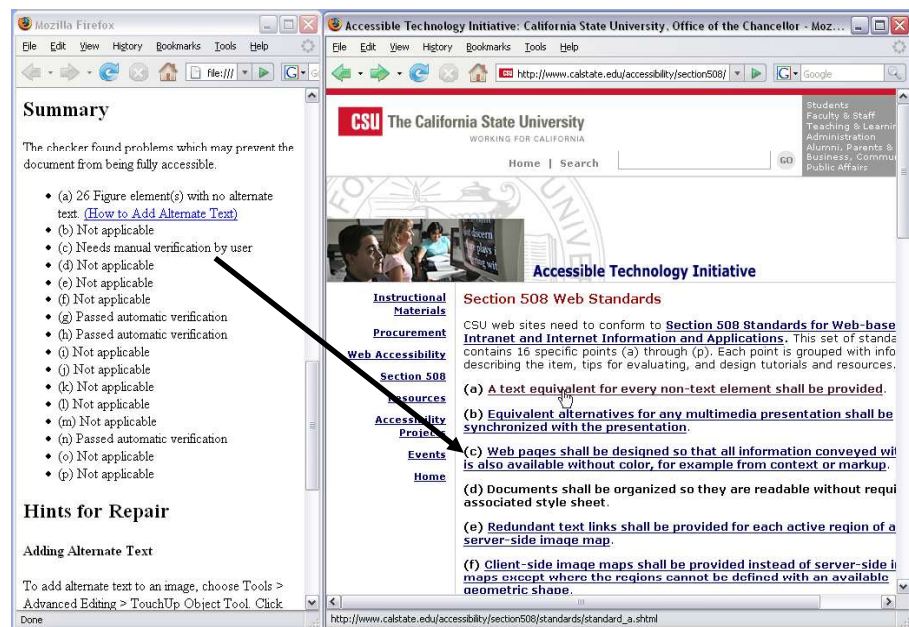 Mozilla Firefox
File Edit View History Bookmarks Tools Help
file:///
G
Summary
The checker found problems which may prevent the
document from being fully accessible.
• (a) 26 Figure element(s) with no alternate
text. (How to Add Alternate Text)
• (b) Not applicable
• (c) Needs manual verification by user
• (d) Not applicable
• (e) Not applicable
• (f) Not applicable
• (g) Passed automatic verification
• (h) Passed automatic verification
• (i) Not applicable
• (j) Not applicable
• (k) Not applicable
• (l) Not applicable
• (m) Not applicable
• (n) Passed automatic verification
• (o) Not applicable
• (p) Not applicable
Hints for Repair
Adding Alternate Text
To add alternate text to an image, choose Tools >
Advanced Editing > TouchUp Object Tool. Click
Done
Accessible Technology Initiative: California State University, Office of the Chancellor - Moz...
File Edit View History Bookmarks Tools Help
http://www.calstate.edu/accessibility/section508/
G Google
CSU The California State University
WORKING FOR CALIFORNIA
Home | Search
GO
Students
Faculty & Staff
Teaching & Learnin
Administration
Alumni, Parents &
Business, Commu
Public Affairs
Accessible Technology Initiative
Instructional
Materials
Procurement
Web Accessibility
Section 508
Resources
Accessibility
Projects
Events
Home
Section 508 Web Standards
CSU web sites need to conform to Section 508 Standards for Web-base
Intranet and Internet Information and Applications. This set of standa
contains 16 specific points (a) through (p). Each point is grouped with info
describing the item, tips for evaluating, and design tutorials and resources.
(a) A text equivalent for every non-text element shall be provided.
(b) Equivalent alternatives for any multimedia presentation shall be
synchronized with the presentation.
(c) Web pages shall be designed so that all information conveyed wit
is also available without color, for example from context or markup.
(d) Documents shall be organized so they are readable without requi
associated style sheet.
(e) Redundant text links shall be provided for each active region of a
server-side image map.
(f) Client-side image maps shall be provided instead of server-side i
maps except where the regions cannot be defined with an available
geometric shape.
http://www.calstate.edu/accessibility/section508/standards/standard_a.shtml